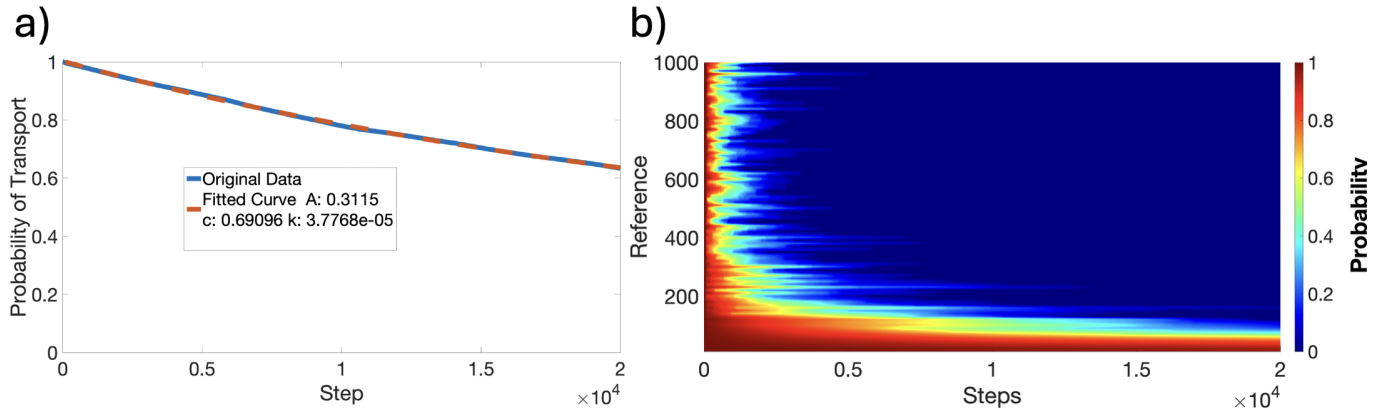 a)
Probability of Transport
1
0.8
0.6
0.4
0.2
0
Original Data
Fitted Curve A: 0.3115
c: 0.69096 k: 3.7768e-05
0 0.5 1 1.5 2
Step
×10⁴
b)
Reference
1000
800
600
400
200
0 0.5 1 1.5 2
Steps
×10⁴
1
0.8
0.6
0.4
0.2
0
Probability